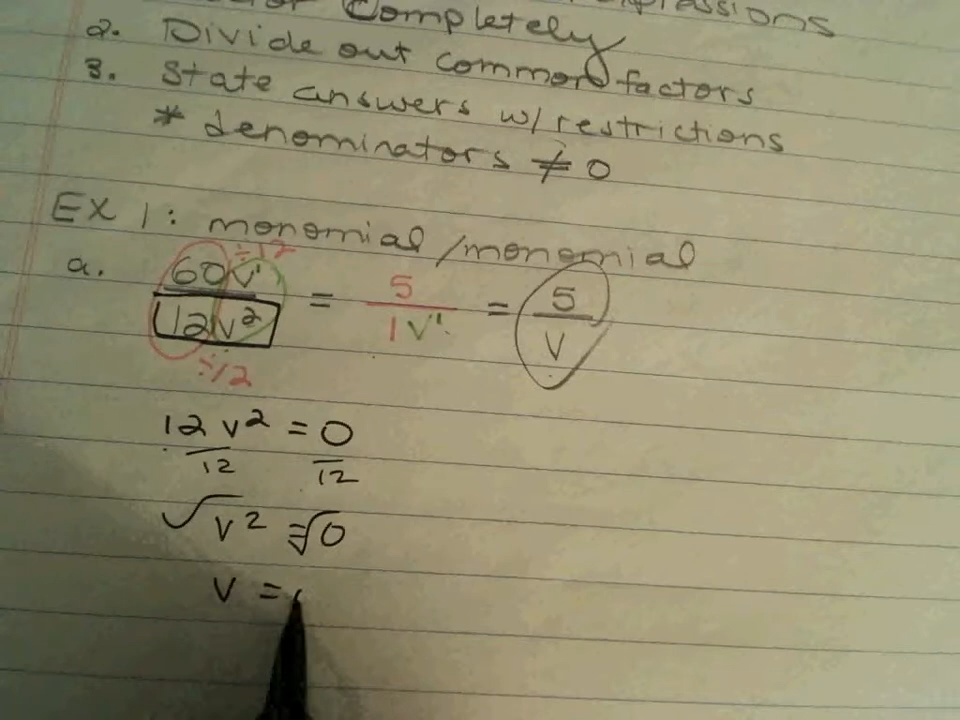 Completely
2. Divide out common factors
3. State answers w/ restrictions
* denominators ≠ 0
EX 1: monomial/monomial
÷12
a. 60v¹/12v² = 5/1v¹ = 5/v
÷12
12v² = 0
12 12
√v² = √0
v =